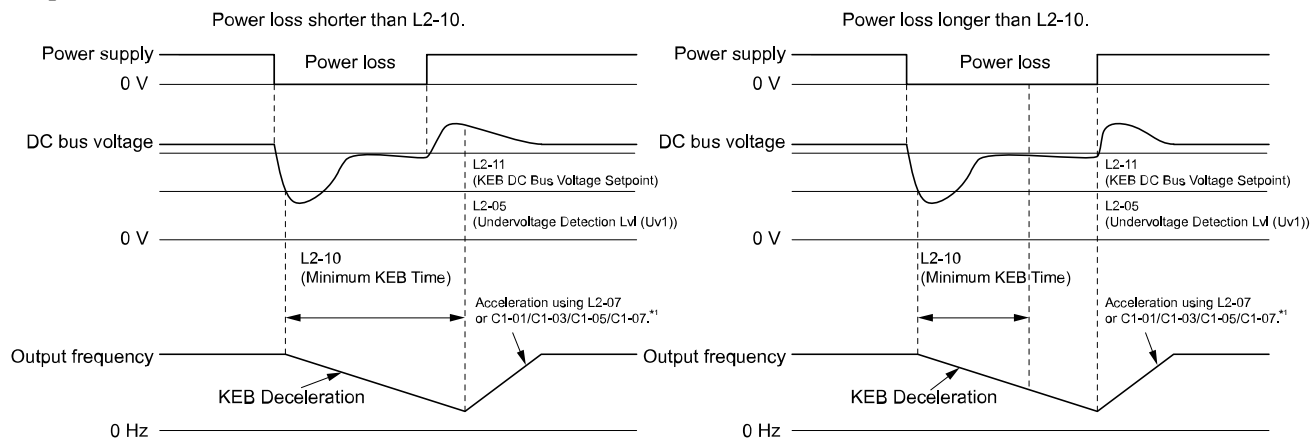 Power loss shorter than L2-10.
Power supply
Power loss
0 V
DC bus voltage
L2-11
(KEB DC Bus Voltage Setpoint)
L2-05
(Undervoltage Detection Lvl (Uv1))
0 V
L2-10
(Minimum KEB Time)
Acceleration using L2-07
or C1-01/C1-03/C1-05/C1-07.*1
Output frequency
KEB Deceleration
0 Hz
Power loss longer than L2-10.
Power supply
Power loss
0 V
DC bus voltage
L2-11
(KEB DC Bus Voltage Setpoint)
L2-05
(Undervoltage Detection Lvl (Uv1))
0 V
L2-10
(Minimum KEB Time)
Acceleration using L2-07
or C1-01/C1-03/C1-05/C1-07.*1
Output frequency
KEB Deceleration
0 Hz